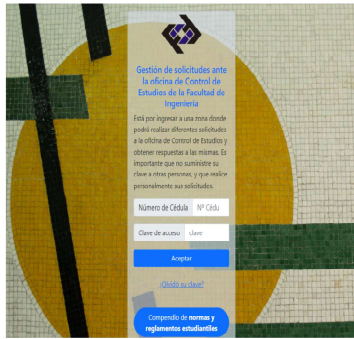 Gestión de solicitudes ante
la oficina de Control de
Estudios de la Facultad de
Ingeniería
Está por ingresar a una zona donde
podrá realizar diferentes solicitudes
a la oficina de Control de Estudios y
obtener respuestas a las mismas. Es
importante que no suministre su
clave a otras personas, y que realice
personalmente sus solicitudes.
Número de Cédula Nº Cédu
Clave de acceso clave
Aceptar
¿Olvidó su clave?
Compendio de normas y
reglamentos estudiantiles